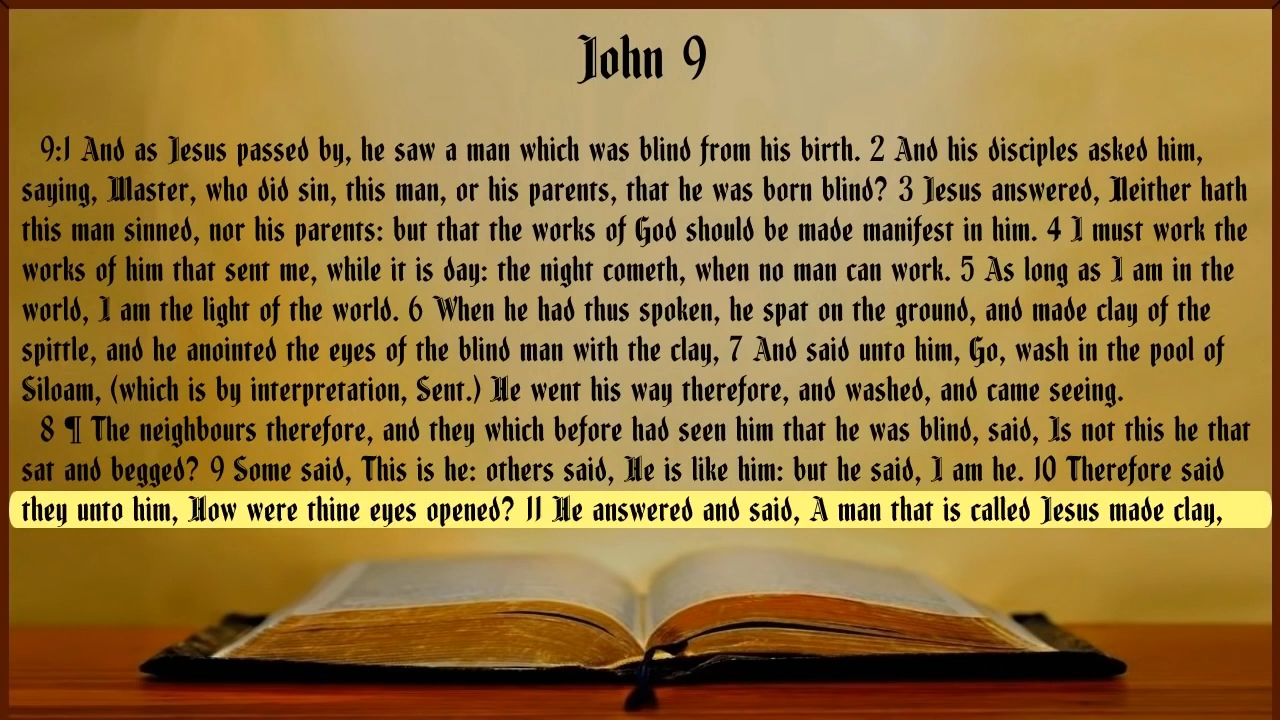 John 9
9:1 And as Jesus passed by, he saw a man which was blind from his birth. 2 And his disciples asked him,
saying, Master, who did sin, this man, or his parents, that he was born blind? 3 Jesus answered, Neither hath
this man sinned, nor his parents: but that the works of God should be made manifest in him. 4 I must work the
works of him that sent me, while it is day: the night cometh, when no man can work. 5 As long as I am in the
world, I am the light of the world. 6 When he had thus spoken, he spat on the ground, and made clay of the
spittle, and he anointed the eyes of the blind man with the clay, 7 And said unto him, Go, wash in the pool of
Siloam, (which is by interpretation, Sent.) He went his way therefore, and washed, and came seeing.
8 ¶ The neighbours therefore, and they which before had seen him that he was blind, said, Is not this he that
sat and begged? 9 Some said, This is he: others said, He is like him: but he said, I am he. 10 Therefore said
they unto him, How were thine eyes opened? 11 He answered and said, A man that is called Jesus made clay,